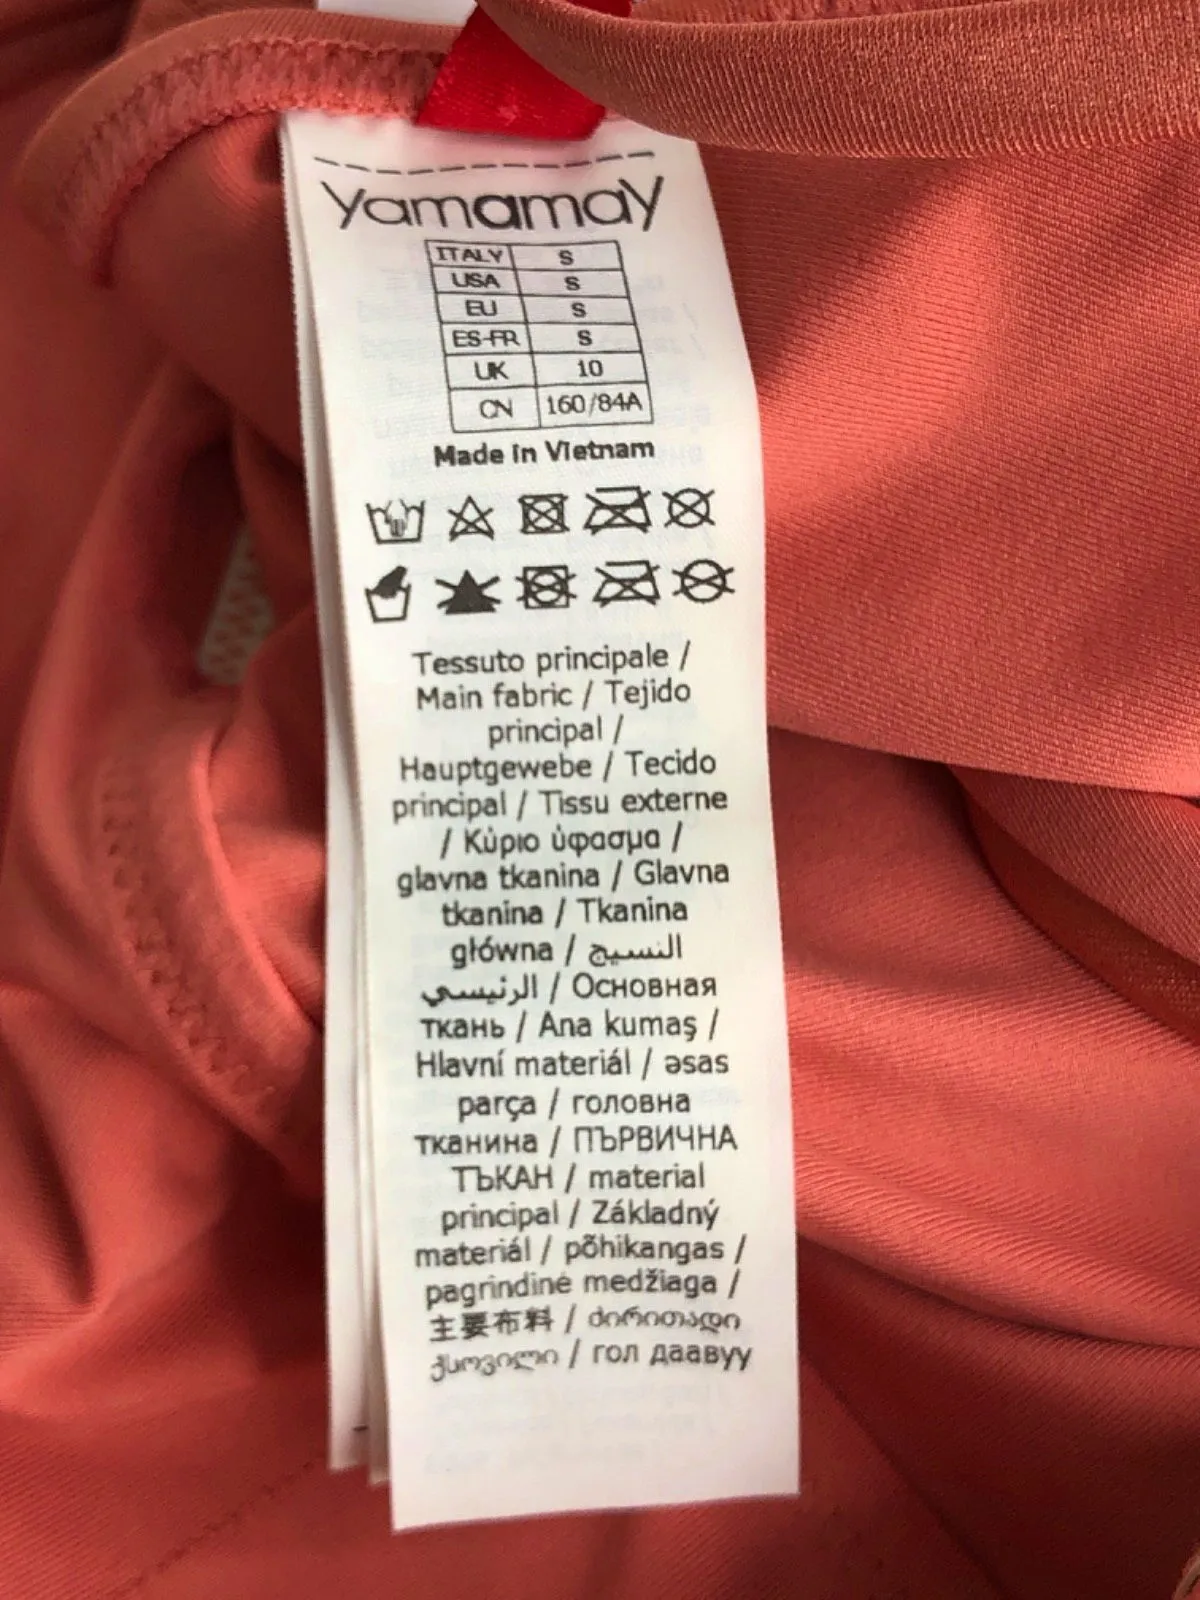 yamamay
ITALY S
USA S
EU S
ES-FR S
UK 10
CN 160/84A
Made in Vietnam
Tessuto principale /
Main fabric / Tejido
principal /
Hauptgewebe / Tecido
principal / Tissu externe
/ Κύριο ύφασμα /
glavna tkanina / Glavna
tkanina / Tkanina
główna / النسيج
الرئيسي / Основная
ткань / Ana kumaş /
Hlavní materiál / əsas
parça / головна
тканина / ПЪРВИЧНА
ТЪКАН / material
principal / Základný
materiál / põhikangas /
pagrindinė medžiaga /
主要布料 / ძირითადი
ქსოვილი / гол даавуу